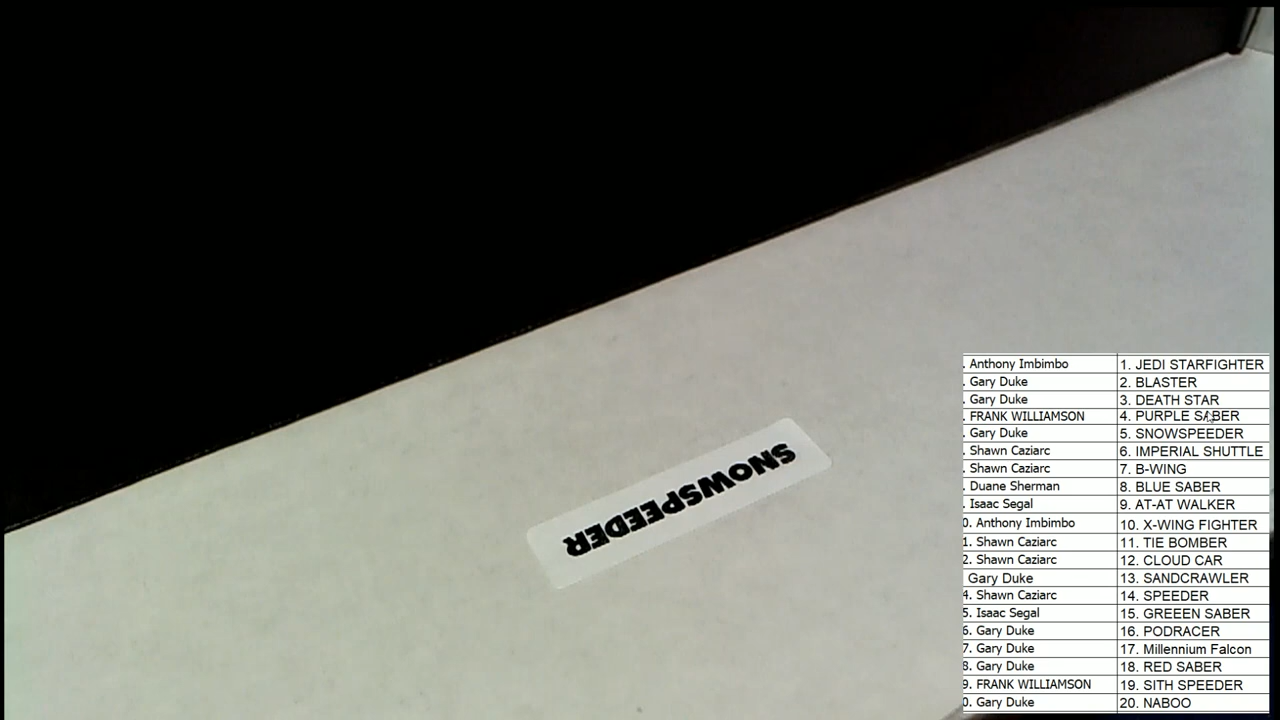 SNOWSPEEDER
. Anthony Imbimbo 1. JEDI STARFIGHTER
. Gary Duke 2. BLASTER
. Gary Duke 3. DEATH STAR
. FRANK WILLIAMSON 4. PURPLE SABER
. Gary Duke 5. SNOWSPEEDER
. Shawn Caziarc 6. IMPERIAL SHUTTLE
. Shawn Caziarc 7. B-WING
. Duane Sherman 8. BLUE SABER
. Isaac Segal 9. AT-AT WALKER
0. Anthony Imbimbo 10. X-WING FIGHTER
1. Shawn Caziarc 11. TIE BOMBER
2. Shawn Caziarc 12. CLOUD CAR
Gary Duke 13. SANDCRAWLER
4. Shawn Caziarc 14. SPEEDER
5. Isaac Segal 15. GREEEN SABER
6. Gary Duke 16. PODRACER
7. Gary Duke 17. Millennium Falcon
8. Gary Duke 18. RED SABER
9. FRANK WILLIAMSON 19. SITH SPEEDER
0. Gary Duke 20. NABOO